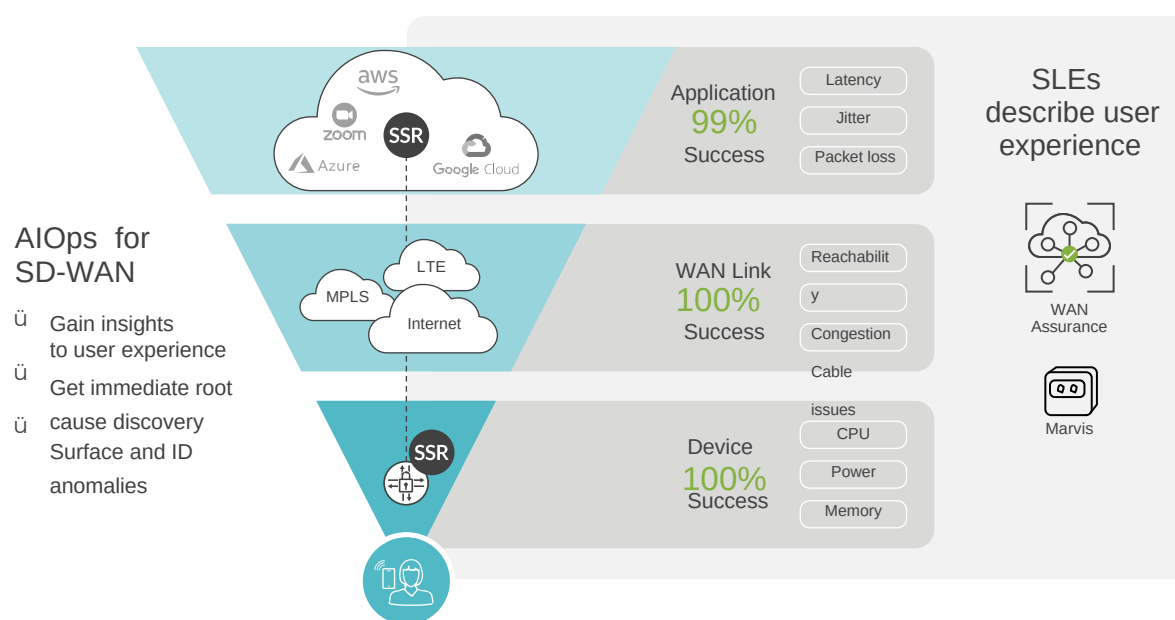 AIOps for
SD-WAN
ü Gain insights
to user experience
ü Get immediate root
ü cause discovery
Surface and ID
anomalies
aws
zoom
SSR
Azure
Google Cloud
Application
99%
Success
Latency
Jitter
Packet loss
LTE
MPLS
Internet
WAN Link
100%
Success
Reachabilit
y
Congestion
Cable
issues
SSR
Device
100%
Success
CPU
Power
Memory
SLEs
describe user
experience
WAN
Assurance
Marvis